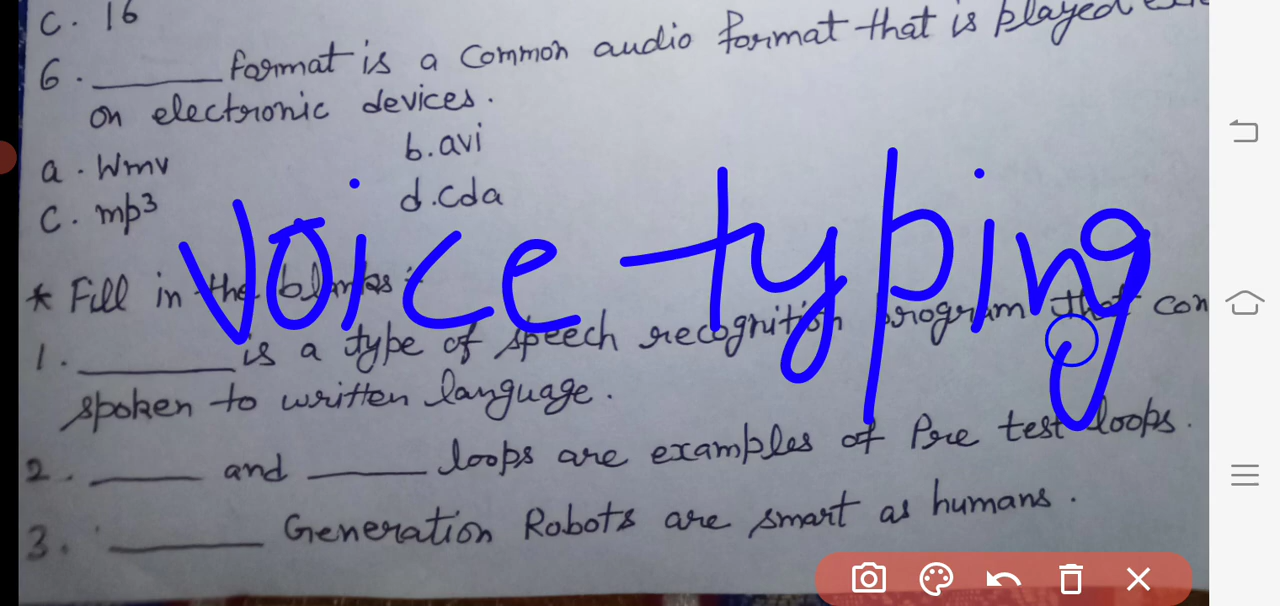 C. 16
6. ______ format is a common audio format that is played
on electronic devices.
a. Wmv b. avi
C. mp3 d. cda
voice typing
* Fill in the blanks :
1. ______ is a type of speech recognition program that con
spoken to written language.
2. ______ and ______ loops are examples of Pre test loops.
3. ______ Generation Robots are smart as humans.